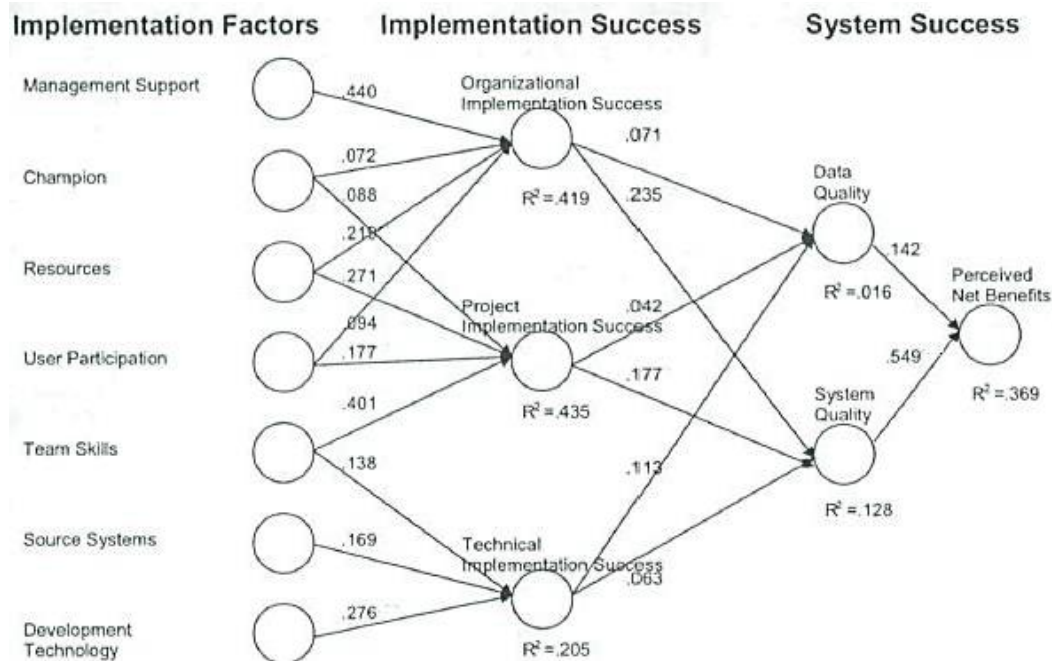 Implementation Factors
Implementation Success
System Success
Management Support
.440
Organizational
Implementation Success
.071
Champion
.072
.088
R²=.419
.235
Data
Quality
.142
R²=.016
Resources
.271
Perceived
Net Benefits
.094
Project
Implementation Success
.042
User Participation
.177
.177
.549
R²=.369
.401
R²=.435
System
Quality
Team Skills
.138
.113
R²=.128
Source Systems
.169
Technical
Implementation Success
.063
Development
Technology
.276
R²=.205